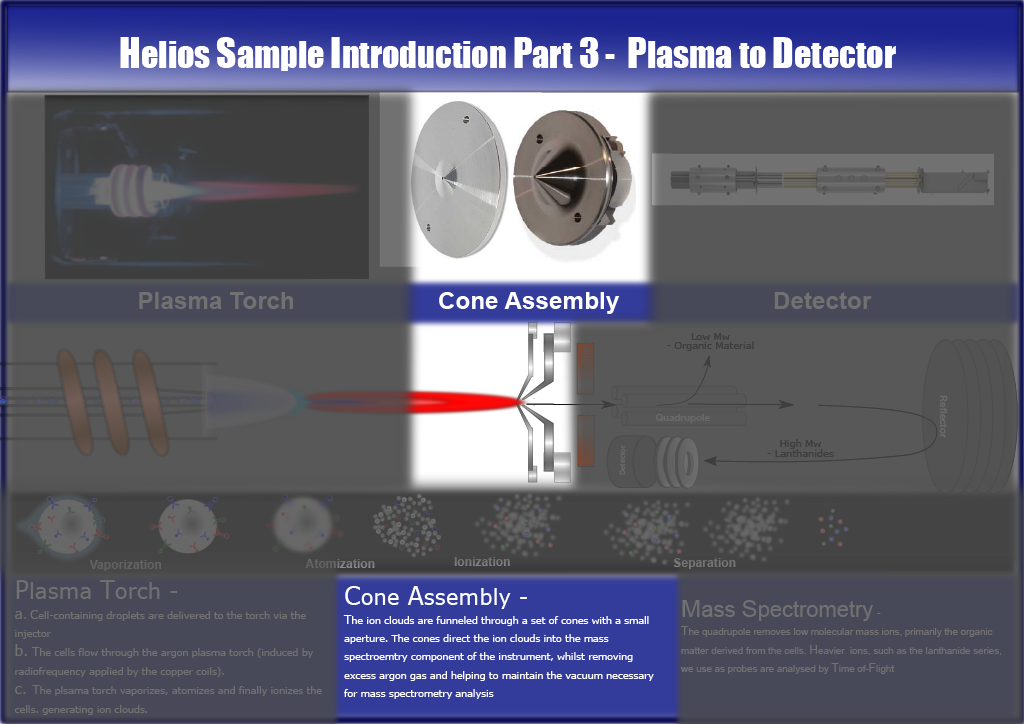 Helios Sample Introduction Part 3 - Plasma to Detector
Plasma Torch
Cone Assembly
Detector
Low Mw
- Organic Material
Quadrupole
Reflector
High Mw
- Lanthanides
Detector
Vaporization
Atomization
Ionization
Separation
Plasma Torch -
a. Cell-containing droplets are delivered to the torch via the
injector
b. The cells flow through the argon plasma torch (induced by
radiofrequency applied by the copper coils).
c. The plsama torch vaporizes, atomizes and finally ionizes the
cells, generating ion clouds.
Cone Assembly -
The ion clouds are funneled through a set of cones with a small
aperture. The cones direct the ion clouds into the mass
spectroemtry component of the instrument, whilst removing
excess argon gas and helping to maintain the vacuum necessary
for mass spectrometry analysis
Mass Spectrometry -
The quadrupole removes low molecular mass ions, primarily the organic
matter derived from the cells. Heavier ions, such as the lanthanide series,
we use as probes are analysed by Time of-Flight